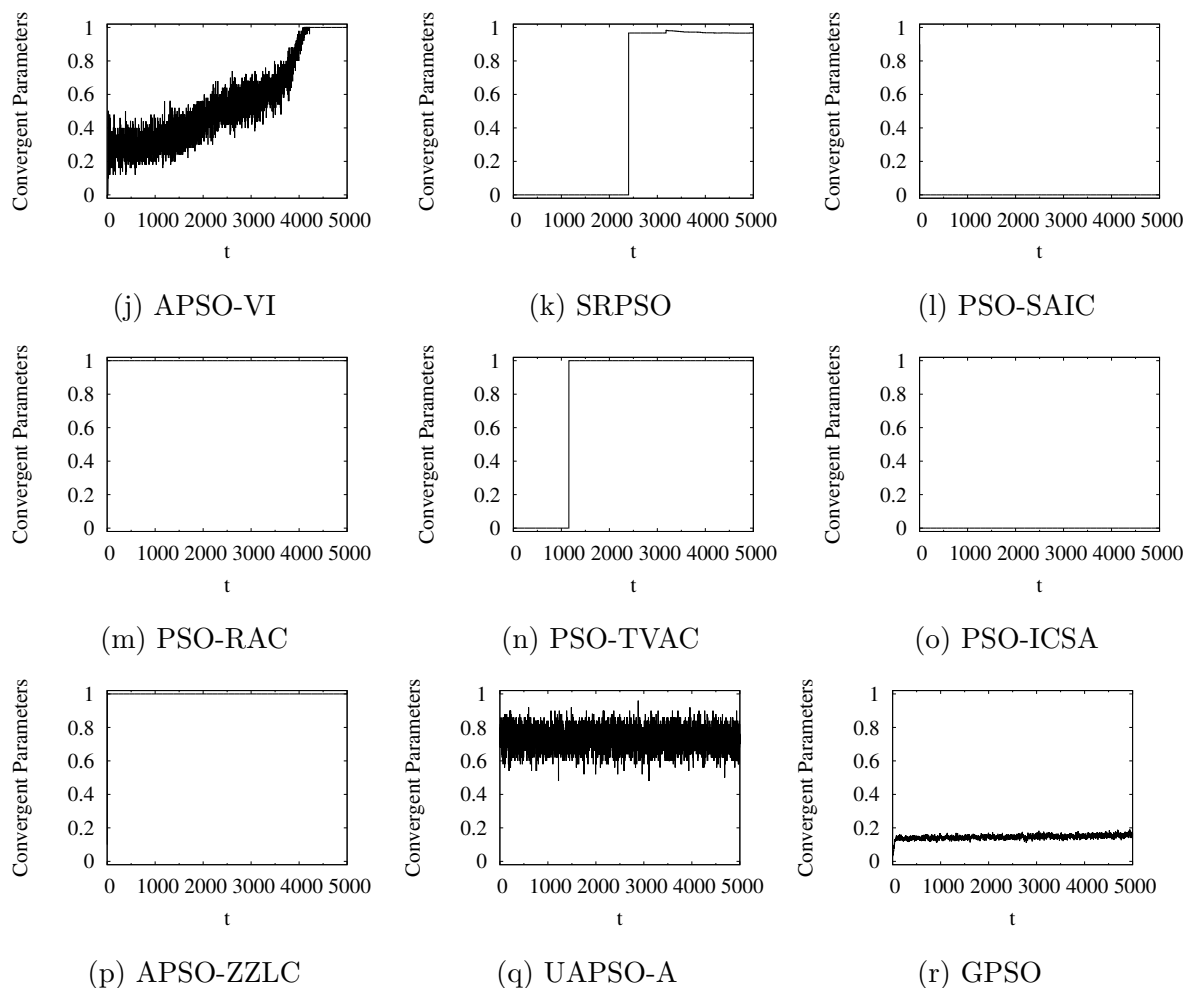 Convergent Parameters
1
0.8
0.6
0.4
0.2
0
0 1000 2000 3000 4000 5000
t
(j) APSO-VI
Convergent Parameters
1
0.8
0.6
0.4
0.2
0
0 1000 2000 3000 4000 5000
t
(k) SRPSO
Convergent Parameters
1
0.8
0.6
0.4
0.2
0
0 1000 2000 3000 4000 5000
t
(l) PSO-SAIC
Convergent Parameters
1
0.8
0.6
0.4
0.2
0
0 1000 2000 3000 4000 5000
t
(m) PSO-RAC
Convergent Parameters
1
0.8
0.6
0.4
0.2
0
0 1000 2000 3000 4000 5000
t
(n) PSO-TVAC
Convergent Parameters
1
0.8
0.6
0.4
0.2
0
0 1000 2000 3000 4000 5000
t
(o) PSO-ICSA
Convergent Parameters
1
0.8
0.6
0.4
0.2
0
0 1000 2000 3000 4000 5000
t
(p) APSO-ZZLC
Convergent Parameters
1
0.8
0.6
0.4
0.2
0
0 1000 2000 3000 4000 5000
t
(q) UAPSO-A
Convergent Parameters
1
0.8
0.6
0.4
0.2
0
0 1000 2000 3000 4000 5000
t
(r) GPSO